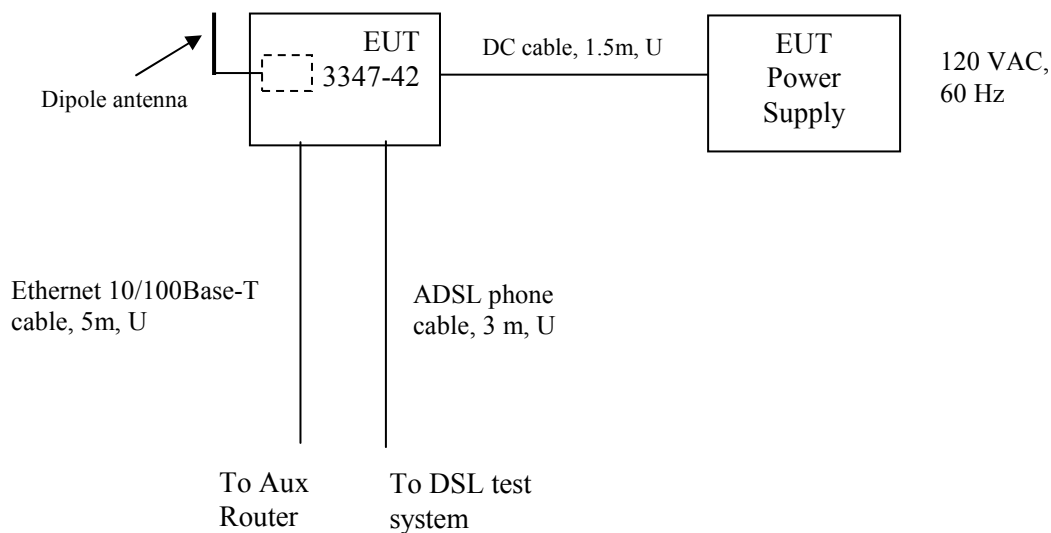 EUT
3347-42
DC cable, 1.5m, U
EUT
Power
Supply
120 VAC,
60 Hz
Dipole antenna
Ethernet 10/100Base-T
cable, 5m, U
ADSL phone
cable, 3 m, U
To Aux
Router
To DSL test
system